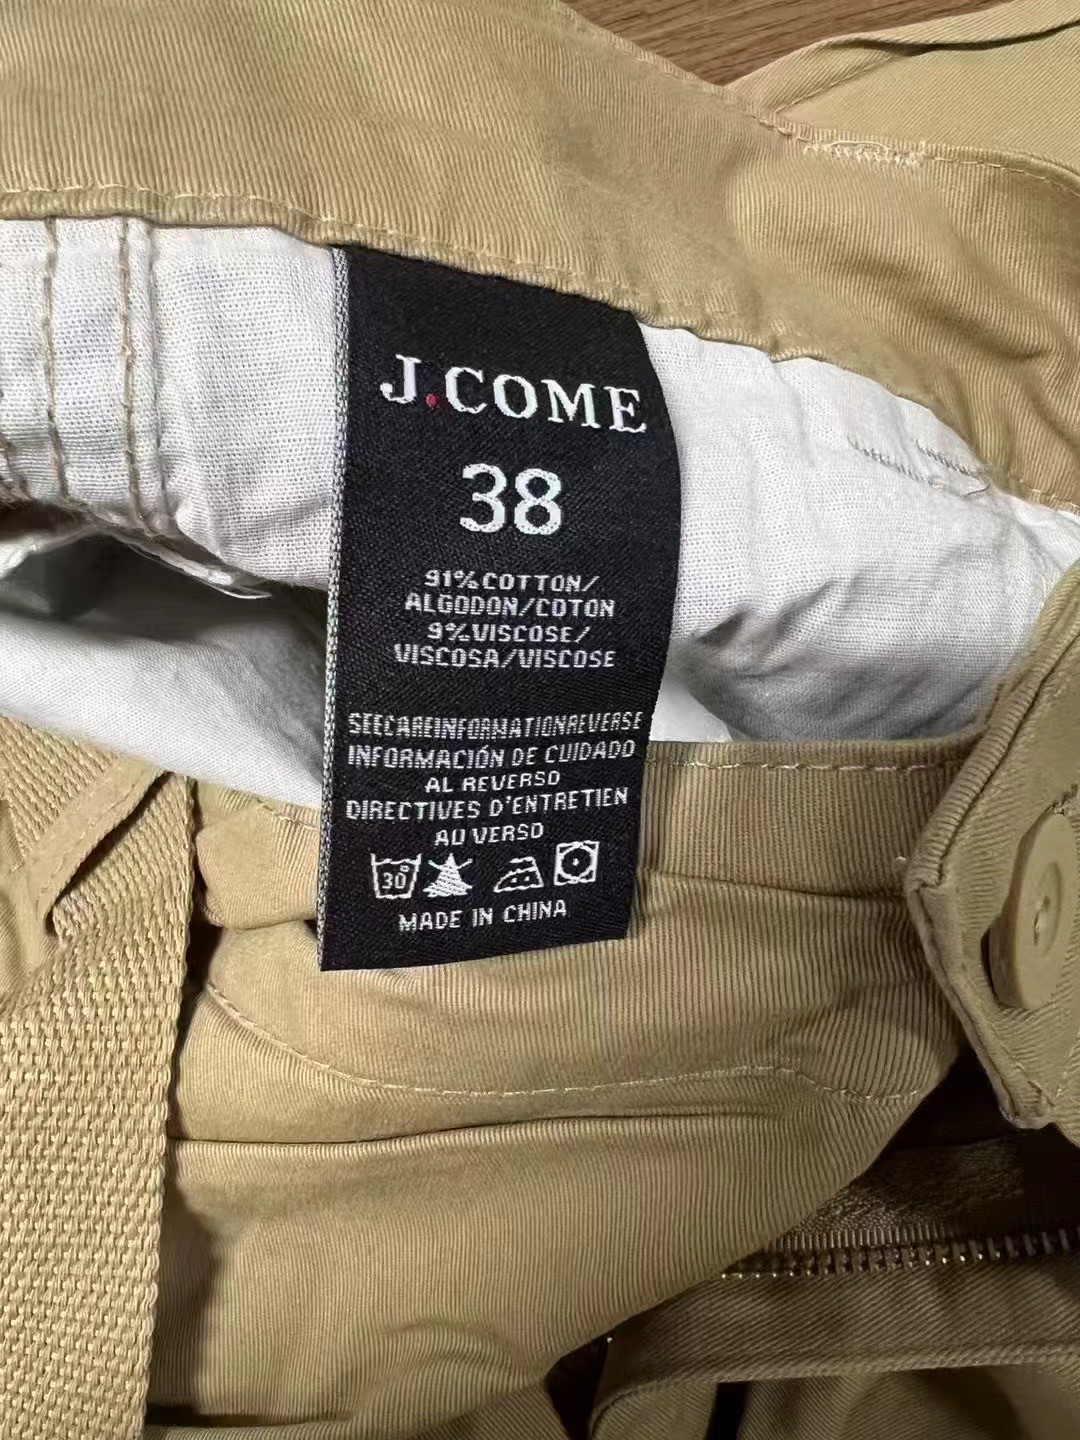 J.COME
38
91%COTTON/
ALGODON/COTON
9%VISCOSE/
VISCOSA/VISCOSE
SEECAREINFORMATIONREVERSE
INFORMACIÓN DE CUIDADO
AL REVERSO
DIRECTIVES D'ENTRETIEN
AU VERSO
30°
MADE IN CHINA